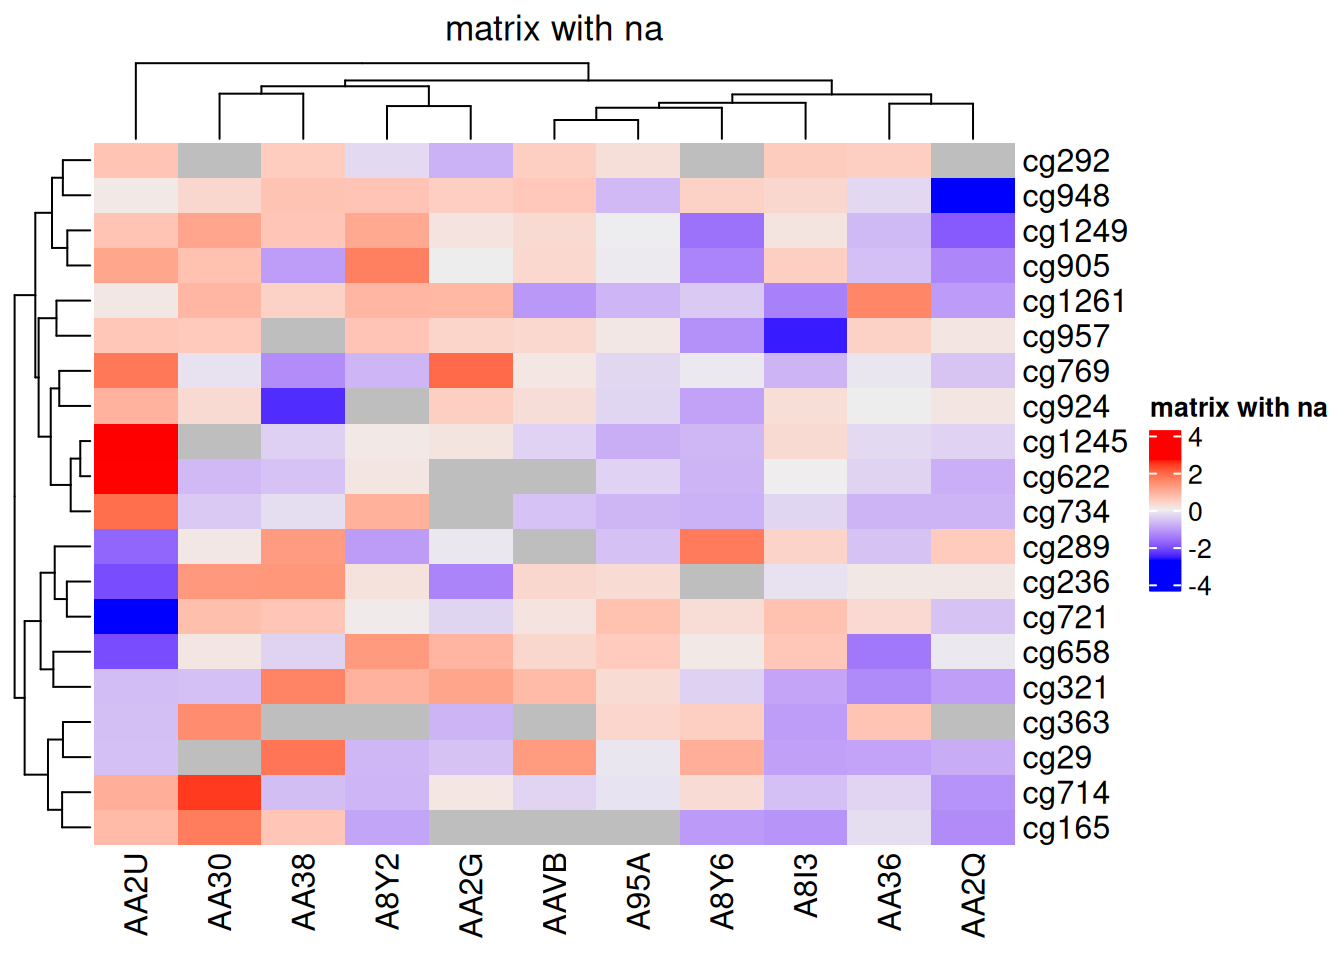 matrix with na
cg292
cg948
cg1249
cg905
cg1261
cg957
cg769
cg924
cg1245
cg622
cg734
cg289
cg236
cg721
cg658
cg321
cg363
cg29
cg714
cg165
AA2U
AA30
AA38
A8Y2
AA2G
AAVB
A95A
A8Y6
A8I3
AA36
AA2Q
matrix with na
4
2
0
-2
-4